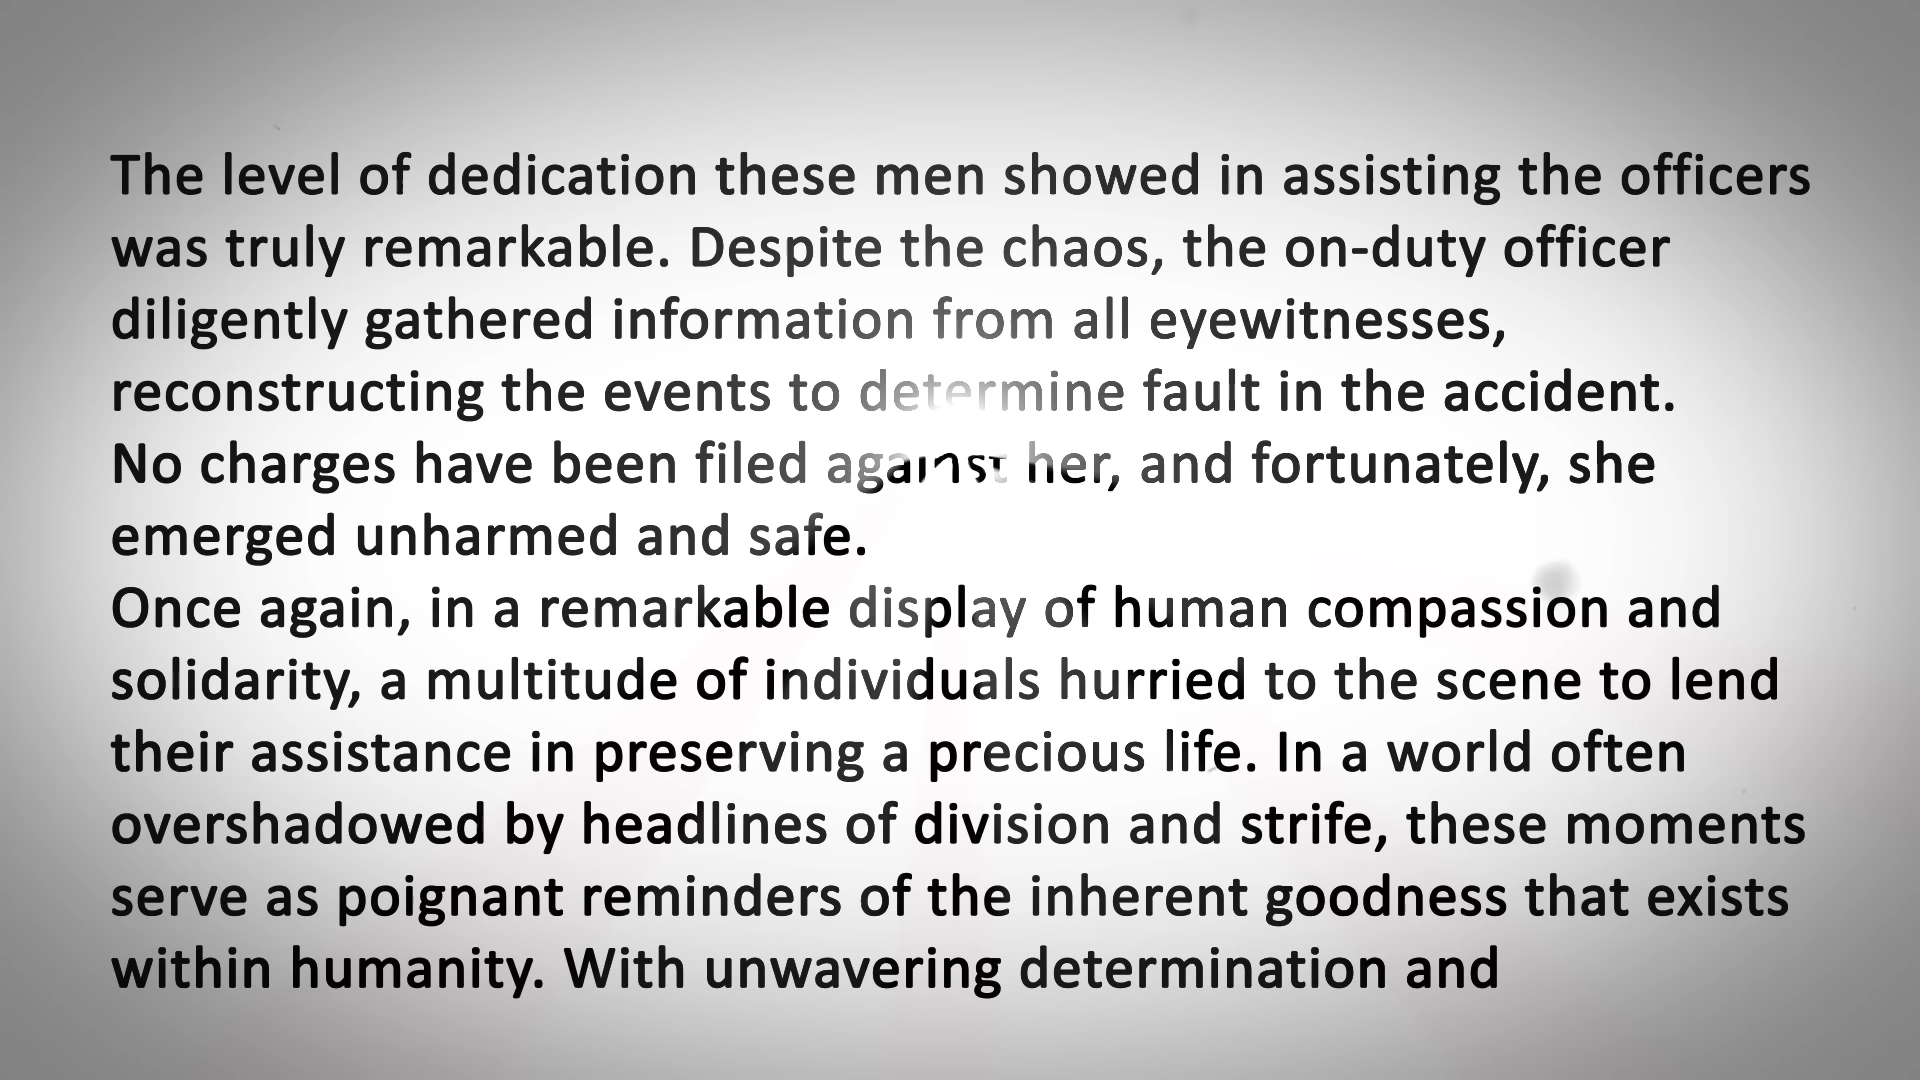 The level of dedication these men showed in assisting the officers
was truly remarkable. Despite the chaos, the on-duty officer
diligently gathered information from all eyewitnesses,
reconstructing the events to determine fault in the accident.
No charges have been filed against her, and fortunately, she
emerged unharmed and safe.
Once again, in a remarkable display of human compassion and
solidarity, a multitude of individuals hurried to the scene to lend
their assistance in preserving a precious life. In a world often
overshadowed by headlines of division and strife, these moments
serve as poignant reminders of the inherent goodness that exists
within humanity. With unwavering determination and